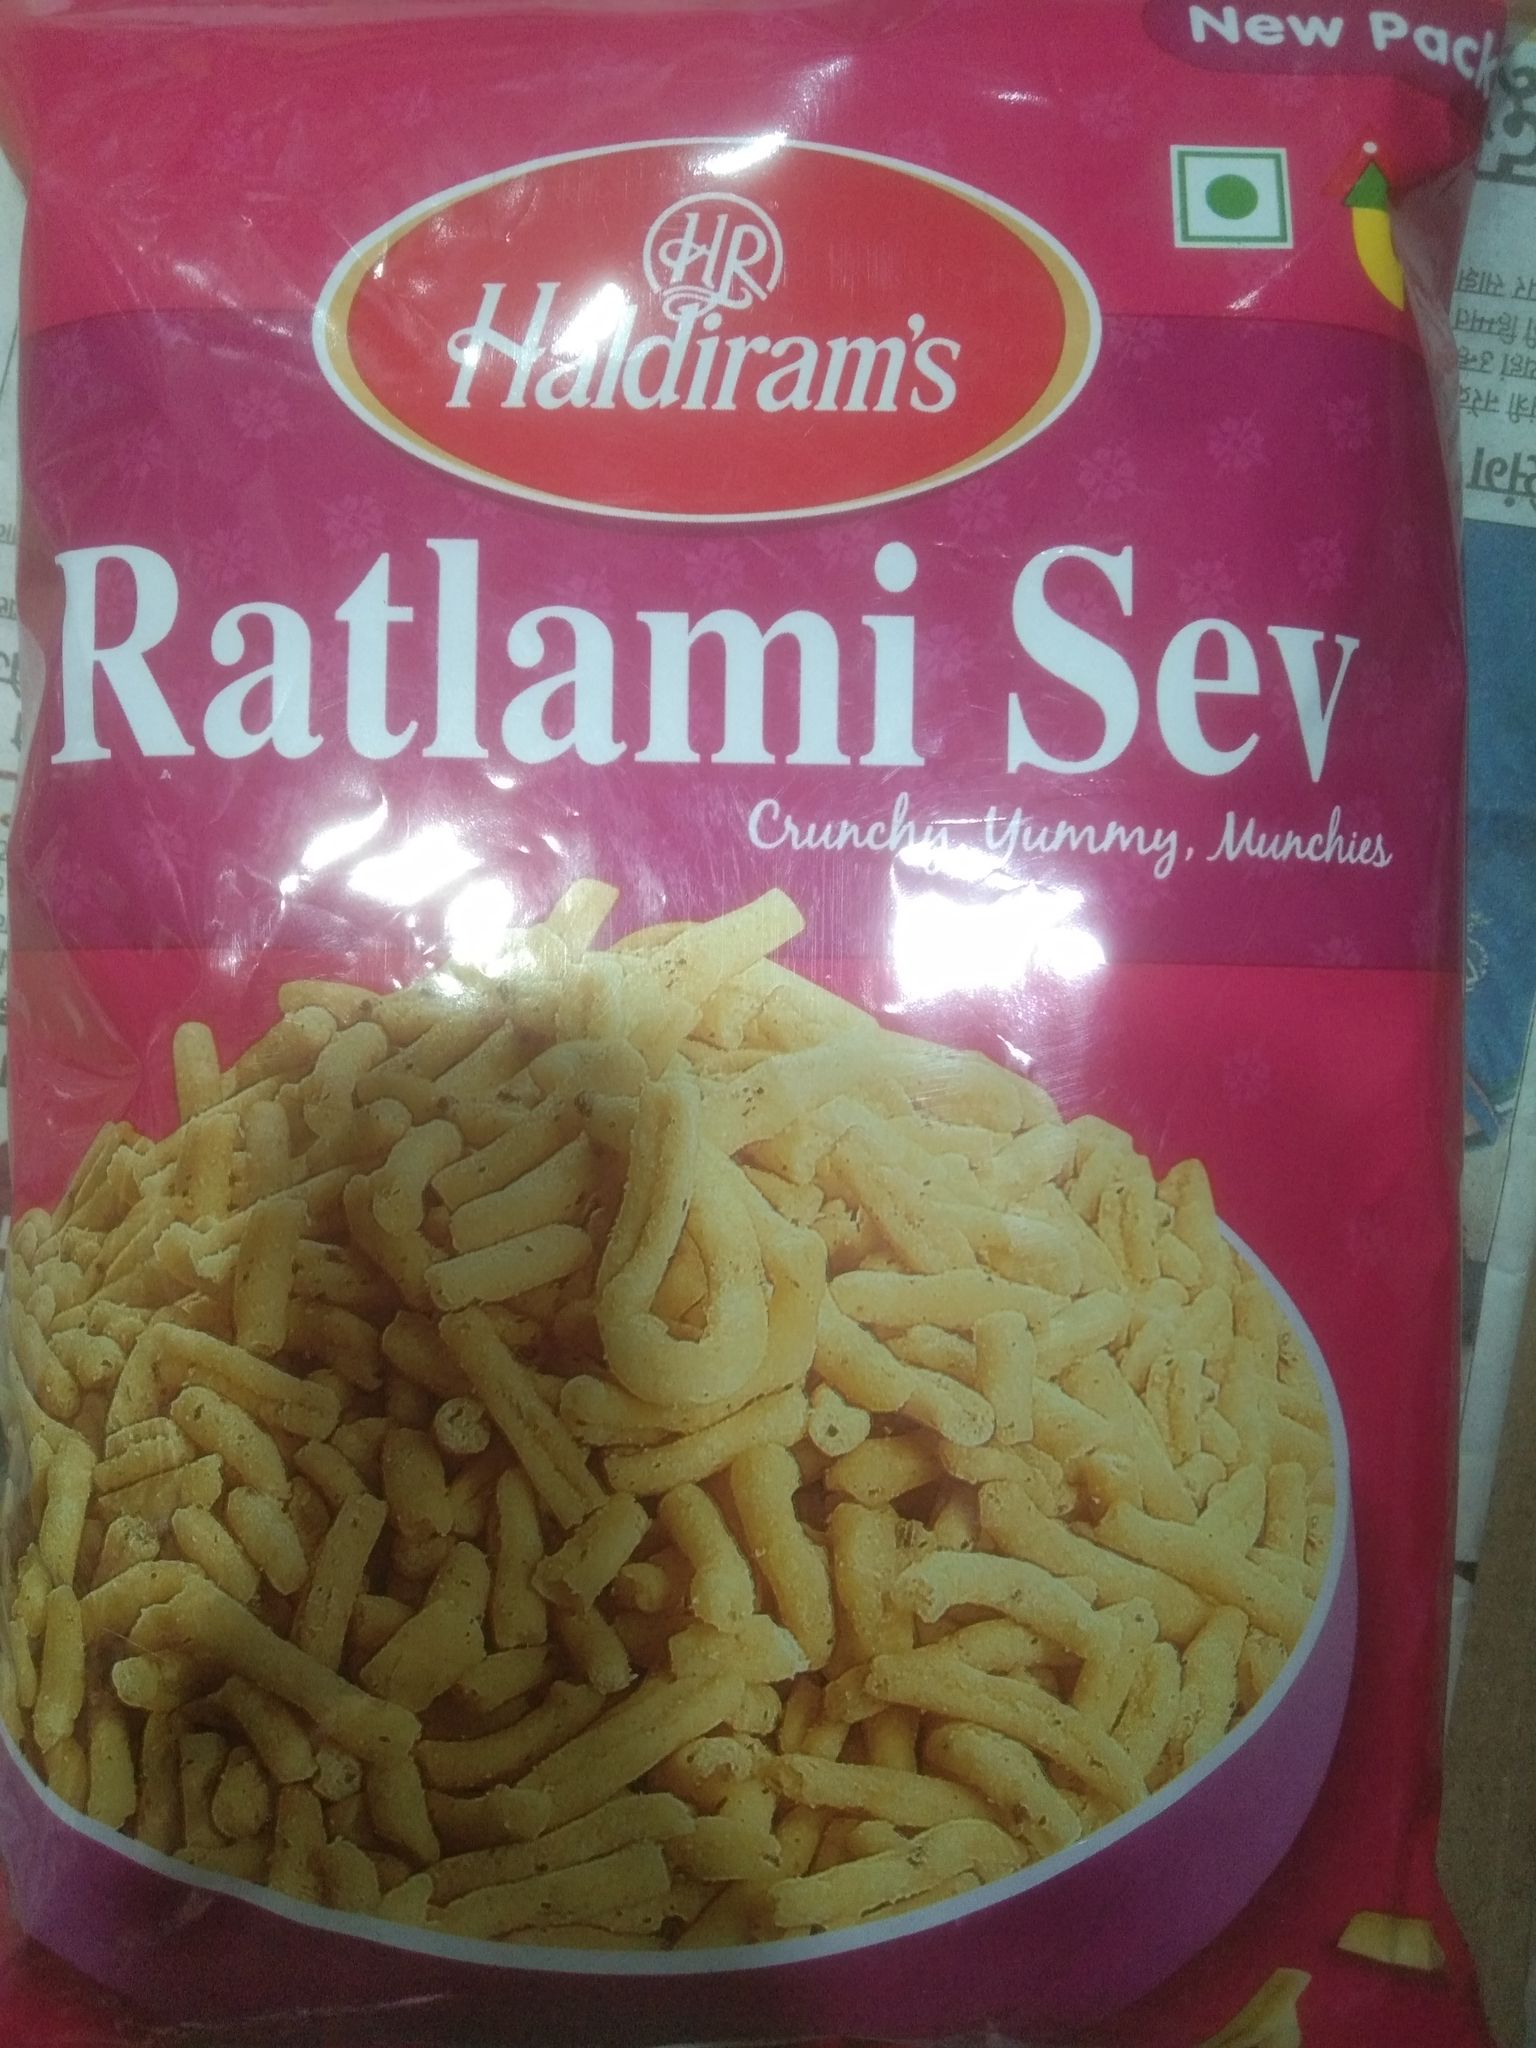 New Pack
HR
Haldiram's
Ratlami Sev
Crunchy, Yummy, Munchies